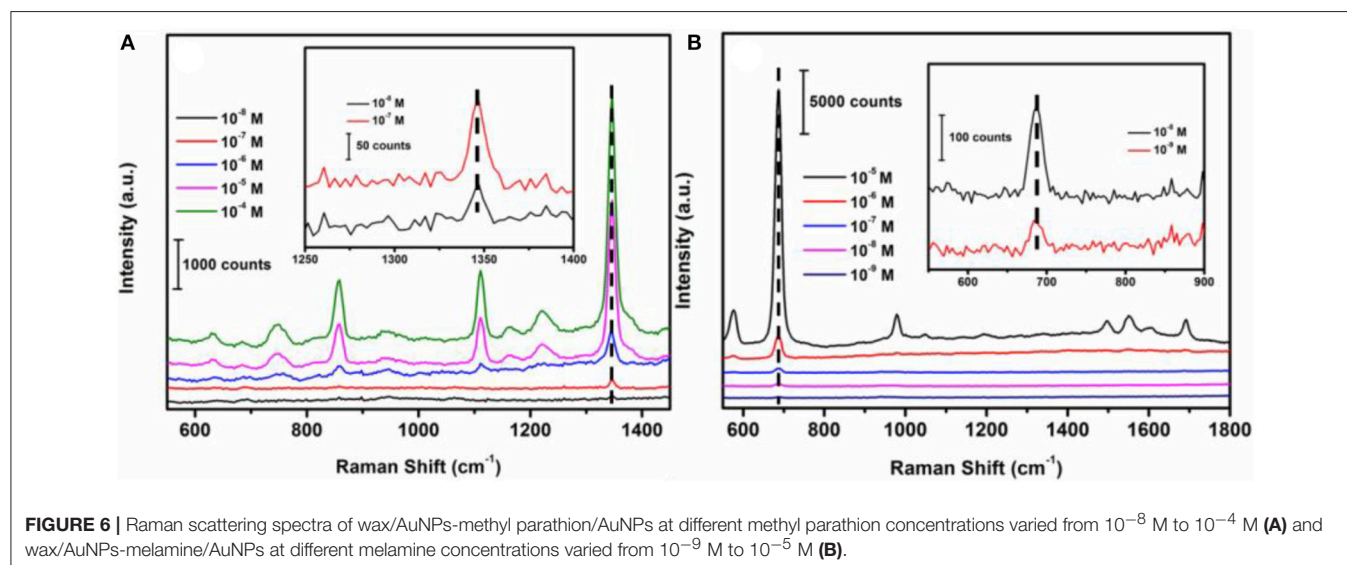 A
10⁻⁸ M
10⁻⁷ M
10⁻⁶ M
10⁻⁵ M
10⁻⁴ M
1000 counts
Intensity (a.u.)
10⁻⁸ M
10⁻⁷ M
50 counts
1250 1300 1350 1400
600 800 1000 1200 1400
Raman Shift (cm⁻¹)
B
5000 counts
10⁻⁵ M
10⁻⁶ M
10⁻⁷ M
10⁻⁸ M
10⁻⁹ M
Intensity (a.u.)
100 counts
10⁻⁸ M
10⁻⁹ M
600 700 800 900
600 800 1000 1200 1400 1600 1800
Raman Shift (cm⁻¹)
FIGURE 6 | Raman scattering spectra of wax/AuNPs-methyl parathion/AuNPs at different methyl parathion concentrations varied from 10⁻⁸ M to 10⁻⁴ M (A) and
wax/AuNPs-melamine/AuNPs at different melamine concentrations varied from 10⁻⁹ M to 10⁻⁵ M (B).